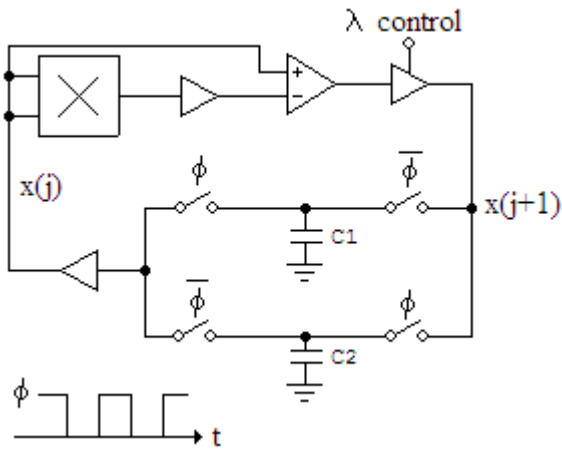 λ control
+
−
x(j)
ϕ
ϕ̅
x(j+1)
C1
ϕ̅
ϕ
C2
ϕ
t